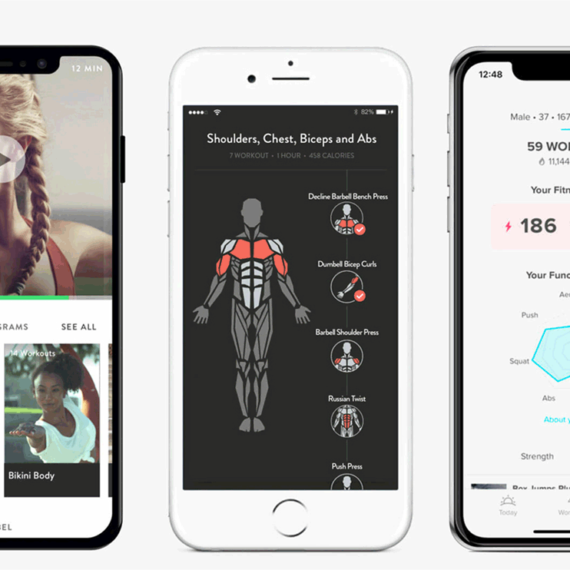 12 MIN
GRAMS
SEE ALL
14 Workouts
Bikini Body
BEL
82%
Shoulders, Chest, Biceps and Abs
7 WORKOUT • 1 HOUR • 458 CALORIES
Decline Barbell Bench Press
Dumbell Bicep Curls
Barbell Shoulder Press
Russian Twist
Push Press
12:48
Male • 37 • 167
59 WO
11,144
Your Fitn
186
Your Func
Ae
Push
Squat
Abs
About y
Strength
Box Jumps Pl
Today
Wo